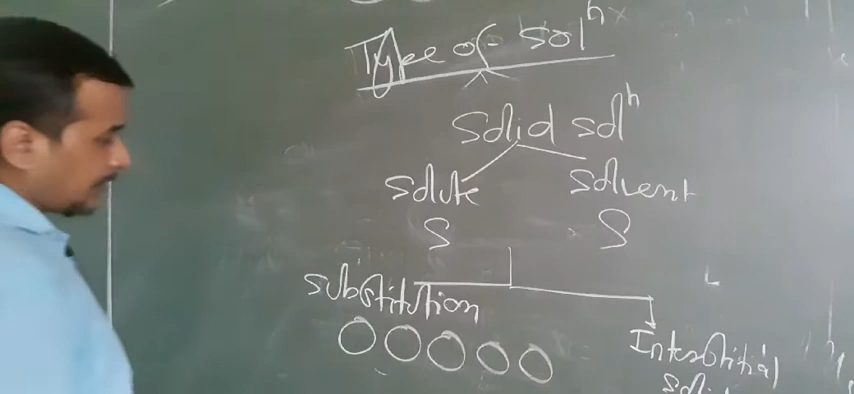 Type of solⁿ
Solid solⁿ
Solute Solvent
S S
Substitution
Interstitial